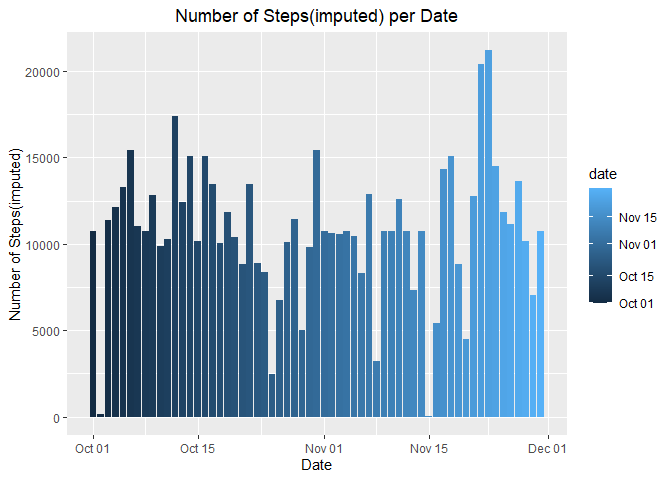 Number of Steps(imputed) per Date
Number of Steps(imputed)
20000
15000
10000
5000
0
Oct 01
Oct 15
Nov 01
Nov 15
Dec 01
Date
date
Nov 15
Nov 01
Oct 15
Oct 01